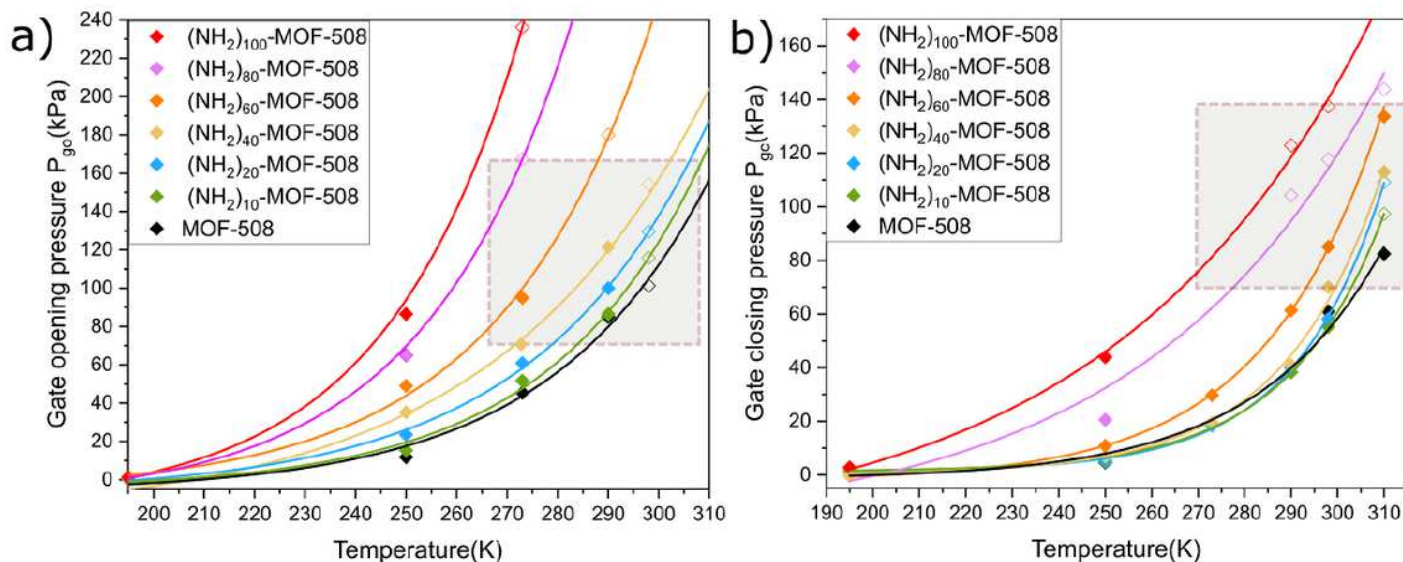 a)
Gate opening pressure P_go(kPa)
240
220
200
180
160
140
120
100
80
60
40
20
0
(NH₂)₁₀₀-MOF-508
(NH₂)₈₀-MOF-508
(NH₂)₆₀-MOF-508
(NH₂)₄₀-MOF-508
(NH₂)₂₀-MOF-508
(NH₂)₁₀-MOF-508
MOF-508
200 210 220 230 240 250 260 270 280 290 300 310
Temperature(K)
b)
Gate closing pressure P_gc(kPa)
160
140
120
100
80
60
40
20
0
(NH₂)₁₀₀-MOF-508
(NH₂)₈₀-MOF-508
(NH₂)₆₀-MOF-508
(NH₂)₄₀-MOF-508
(NH₂)₂₀-MOF-508
(NH₂)₁₀-MOF-508
MOF-508
190 200 210 220 230 240 250 260 270 280 290 300 310
Temperature(K)